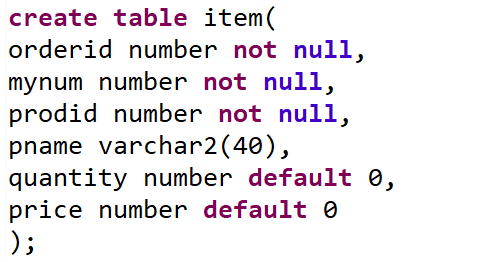 create table item(
orderid number not null,
mynum number not null,
prodid number not null,
pname varchar2(40),
quantity number default 0,
price number default 0
);